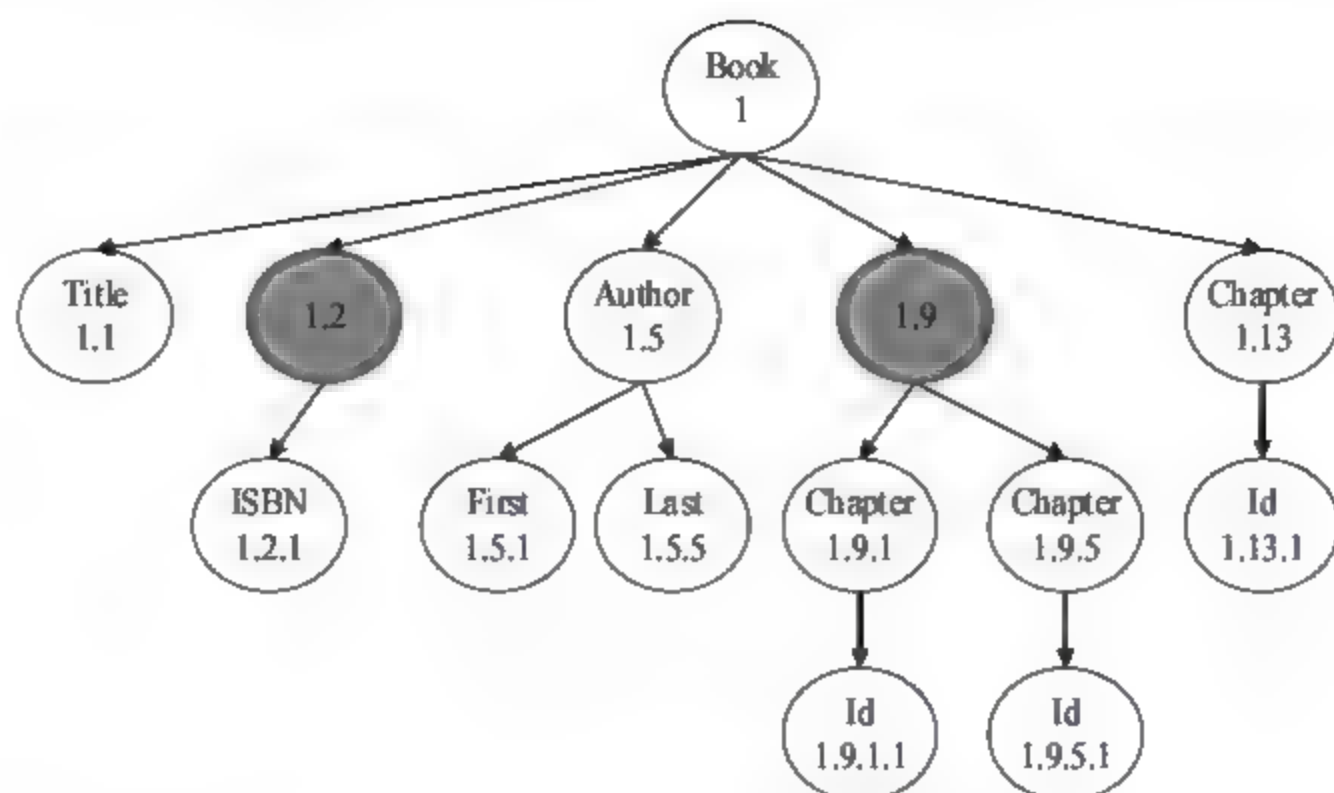 Book
1
Title
1.1
1.2
Author
1.5
1.9
Chapter
1.13
ISBN
1.2.1
First
1.5.1
Last
1.5.5
Chapter
1.9.1
Chapter
1.9.5
Id
1.13.1
Id
1.9.1.1
Id
1.9.5.1